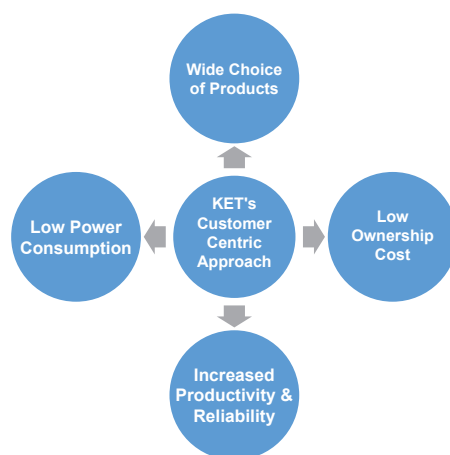 Wide Choice
of Products
Low Power
Consumption
KET's
Customer
Centric
Approach
Low
Ownership
Cost
Increased
Productivity &
Reliability